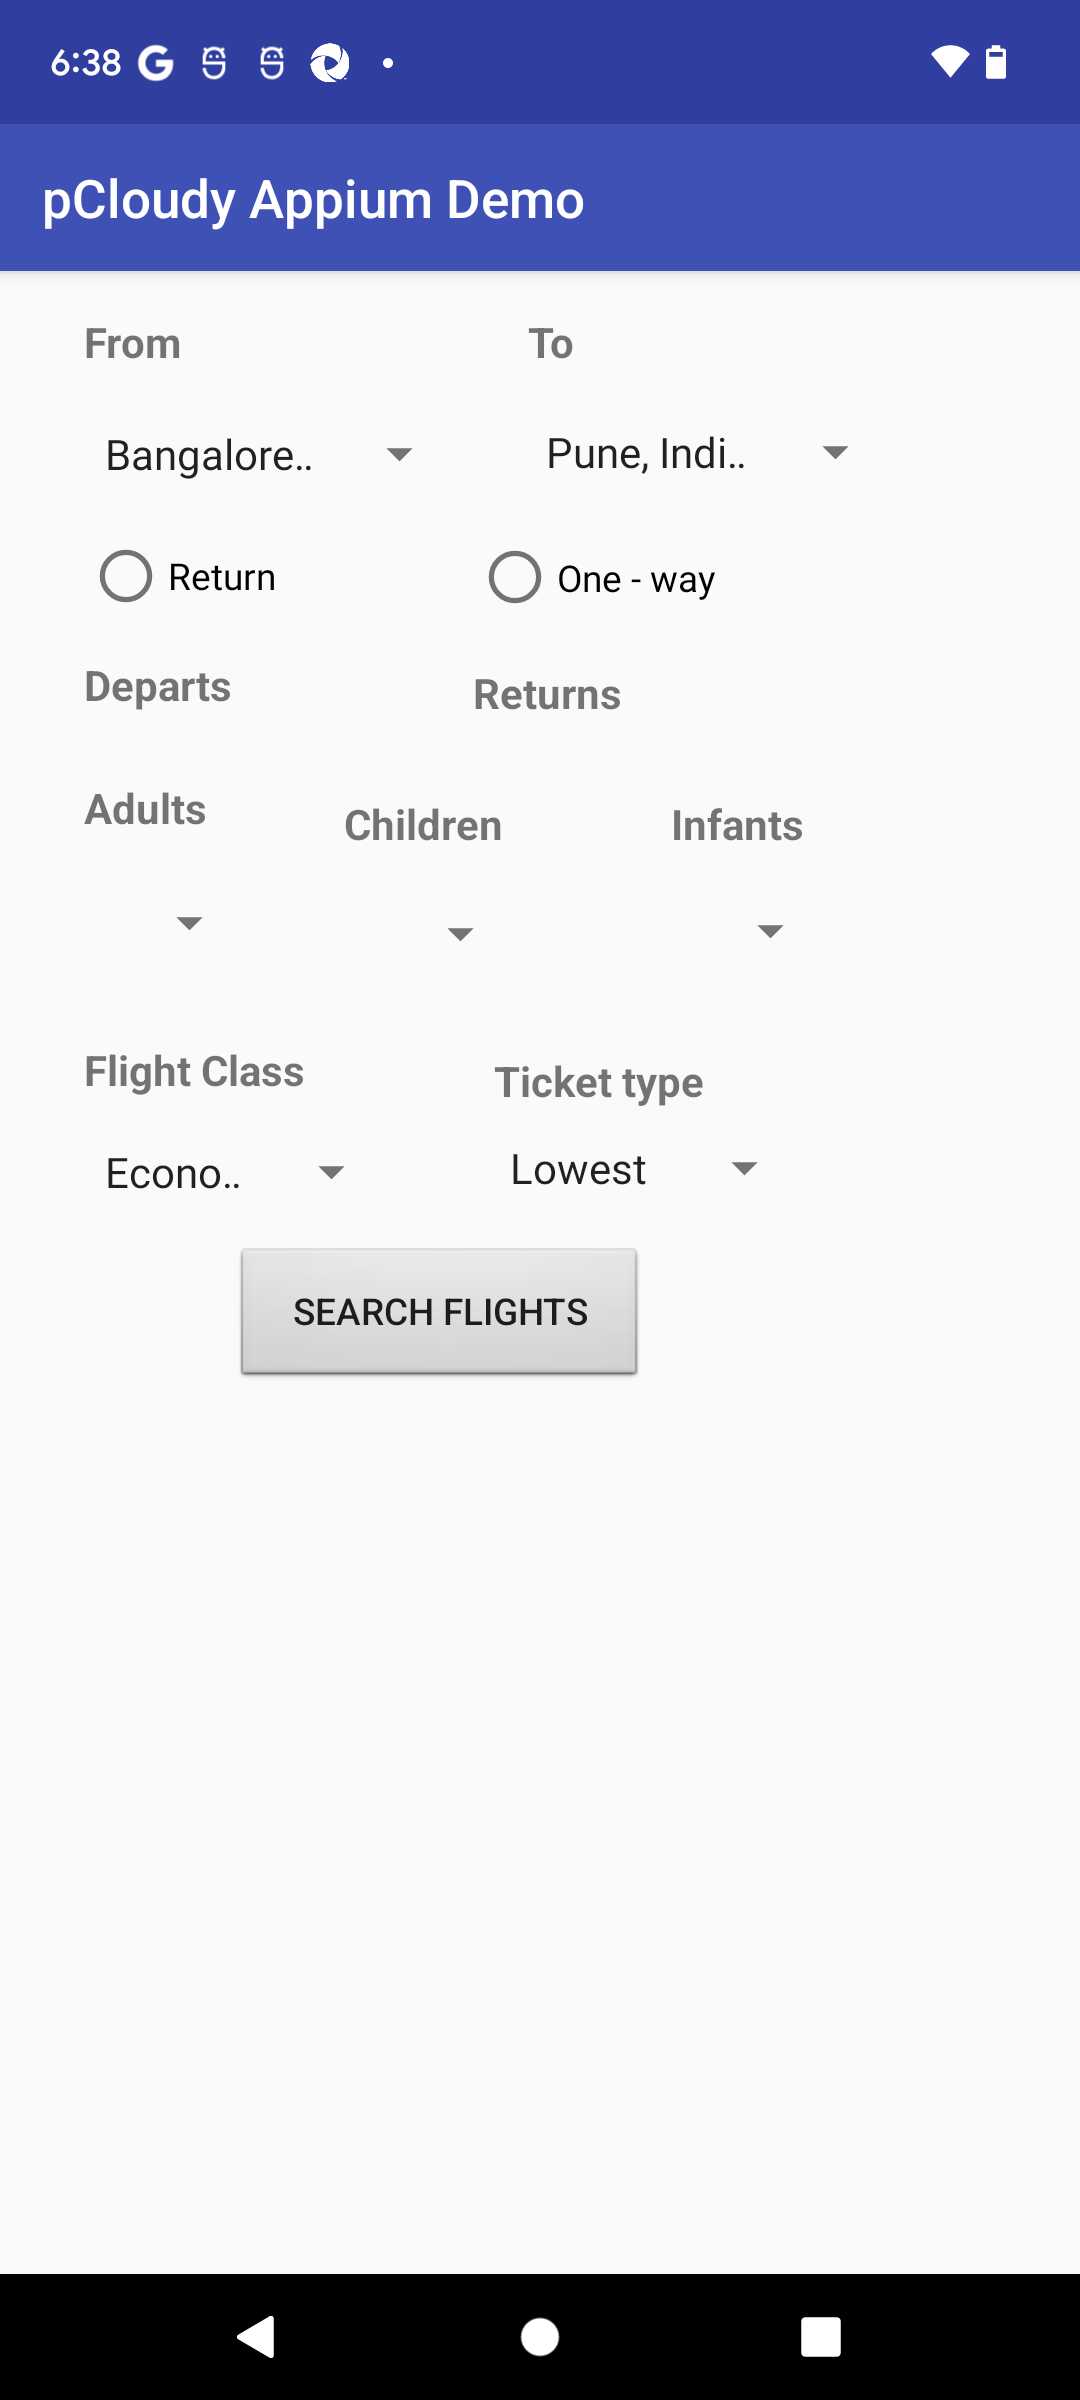 6:38
pCloudy Appium Demo
From To
Bangalore.. Pune, Indi..
Return One - way
Departs Returns
Adults Children Infants
Flight Class Ticket type
Econo.. Lowest
SEARCH FLIGHTS